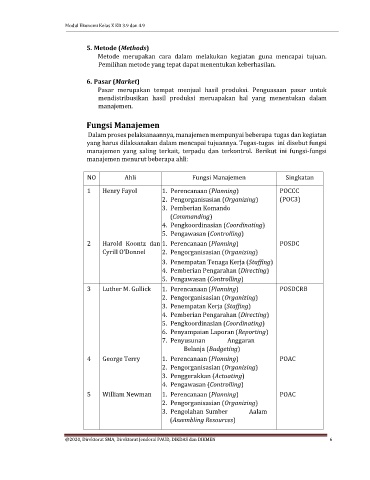 Modul Ekonomi Kelas X KD 3.9 dan 4.9
5. Metode (Methods)
Metode merupakan cara dalam melakukan kegiatan guna mencapai tujuan.
Pemilihan metode yang tepat dapat menentukan keberhasilan.
6. Pasar (Market)
Pasar merupakan tempat menjual hasil produksi. Penguasaan pasar untuk
mendistribusikan hasil produksi meruapakan hal yang menentukan dalam
manajemen.
Fungsi Manajemen
Dalam proses pelaksanaannya, manajemen mempunyai beberapa tugas dan kegiatan
yang harus dilaksanakan dalam mencapai tujuannya. Tugas-tugas ini disebut fungsi
manajemen yang saling terkait, terpadu dan terkontrol. Berikut ini fungsi-fungsi
manajemen menurut beberapa ahli:
NO Ahli Fungsi Manajemen Singkatan
1 Henry Fayol 1. Perencanaan (Planning) POCCC
2. Pengorganisasian (Organizing) (POC3)
3. Pemberian Komando
(Commanding)
4. Pengkoordinasian (Coordinating)
5. Pengawasan (Controlling)
2 Harold Koontz dan 1. Perencanaan (Planning) POSDC
Cyrill O'Donnel 2. Pengorganisasian (Organizing)
3. Penempatan Tenaga Kerja (Staffing)
4. Pemberian Pengarahan (Directing)
5. Pengawasan (Controlling)
3 Luther M. Gullick 1. Perencanaan (Planning) POSDCRB
2. Pengorganisasian (Organizing)
3. Penempatan Kerja (Staffing)
4. Pemberian Pengarahan (Directing)
5. Pengkoordinasian (Coordinating)
6. Penyampaian Laporan (Reporting)
7. Penyusunan Anggaran
Belanja (Budgeting)
4 George Terry 1. Perencanaan (Planning) POAC
2. Pengorganisasian (Organizing)
3. Penggerakkan (Actuating)
4. Pengawasan (Controlling)
5 William Newman 1. Perencanaan (Planning) POAC
2. Pengorganisasian (Organizing)
3. Pengolahan Sumber Aalam
(Assembling Resources)
@2020, Direktorat SMA, Direktorat Jenderal PAUD, DIKDAS dan DIKMEN 6